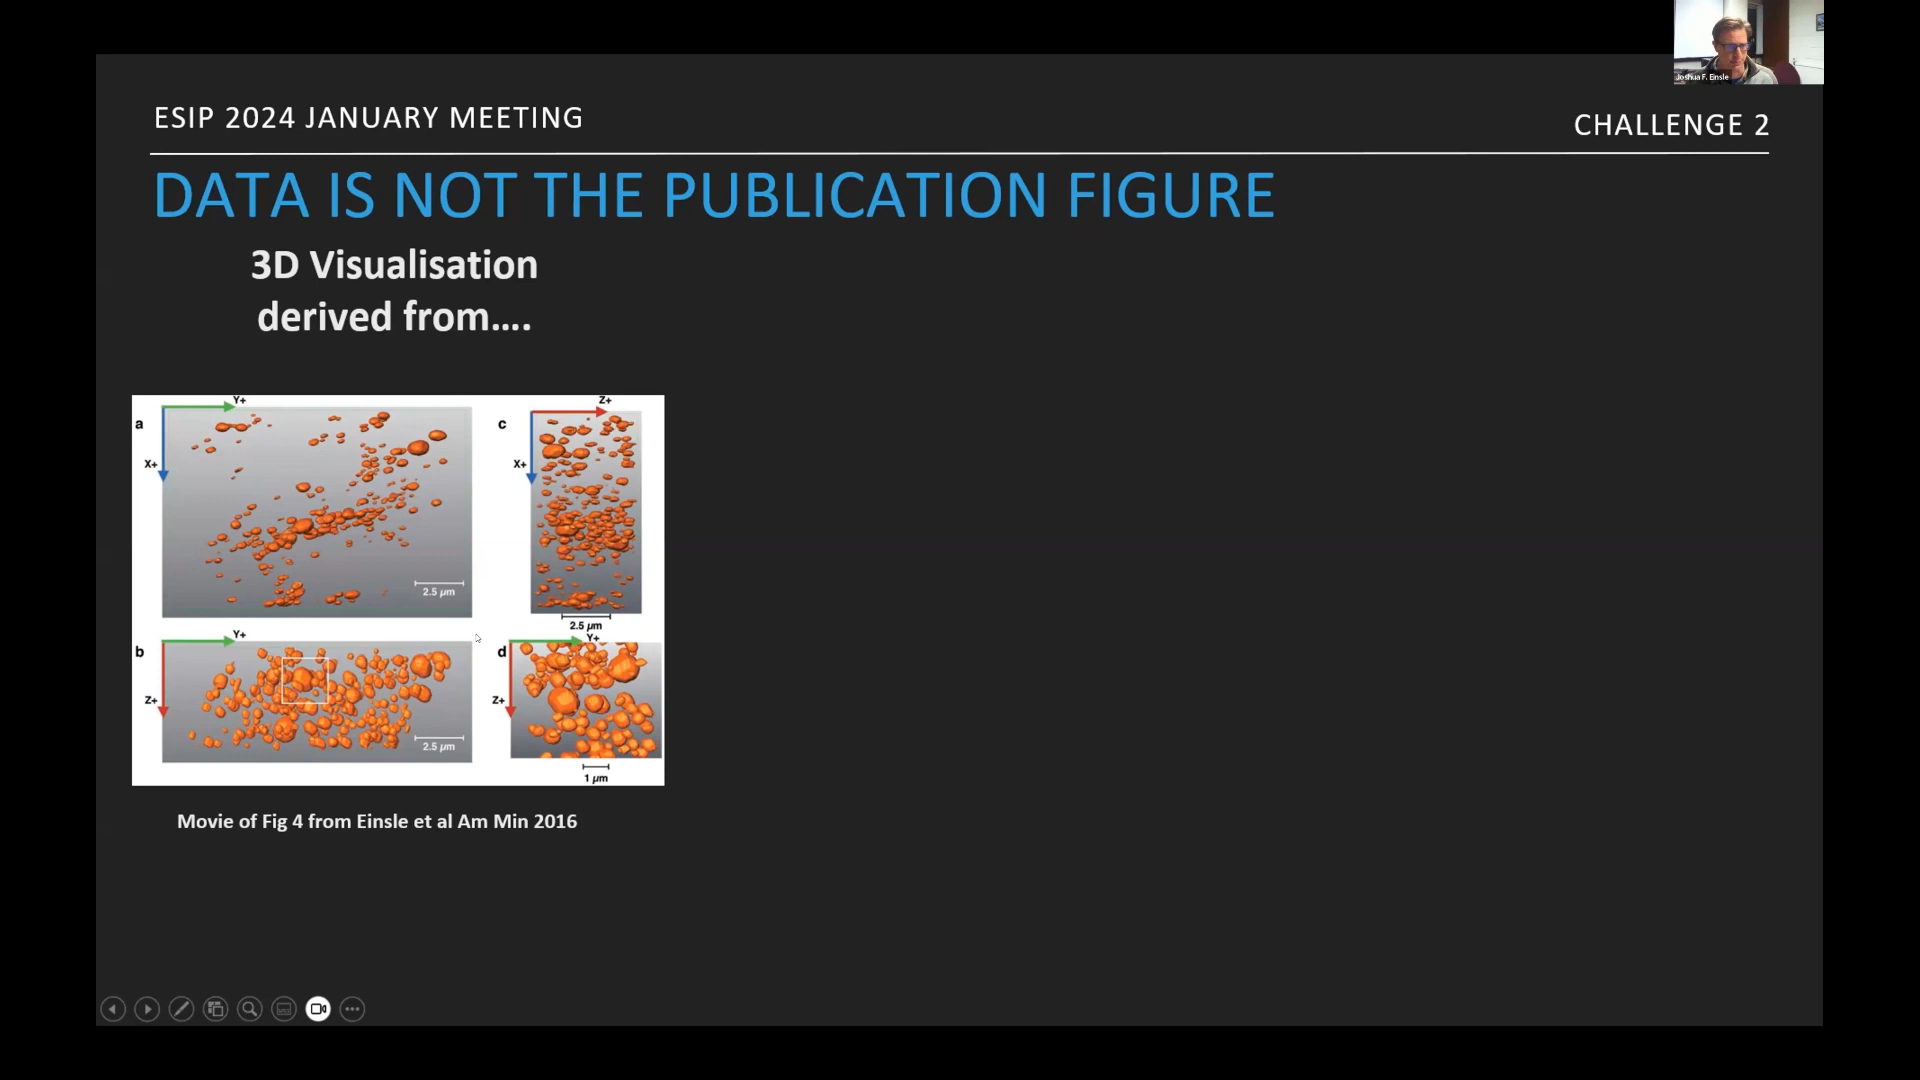 Joshua F. Einsle
ESIP 2024 JANUARY MEETING
CHALLENGE 2
DATA IS NOT THE PUBLICATION FIGURE
3D Visualisation
derived from....
a
Y+
X+
2.5 µm
c
Z+
X+
2.5 µm
b
Y+
Z+
2.5 µm
d
Y+
Z+
1 µm
Movie of Fig 4 from Einsle et al Am Min 2016